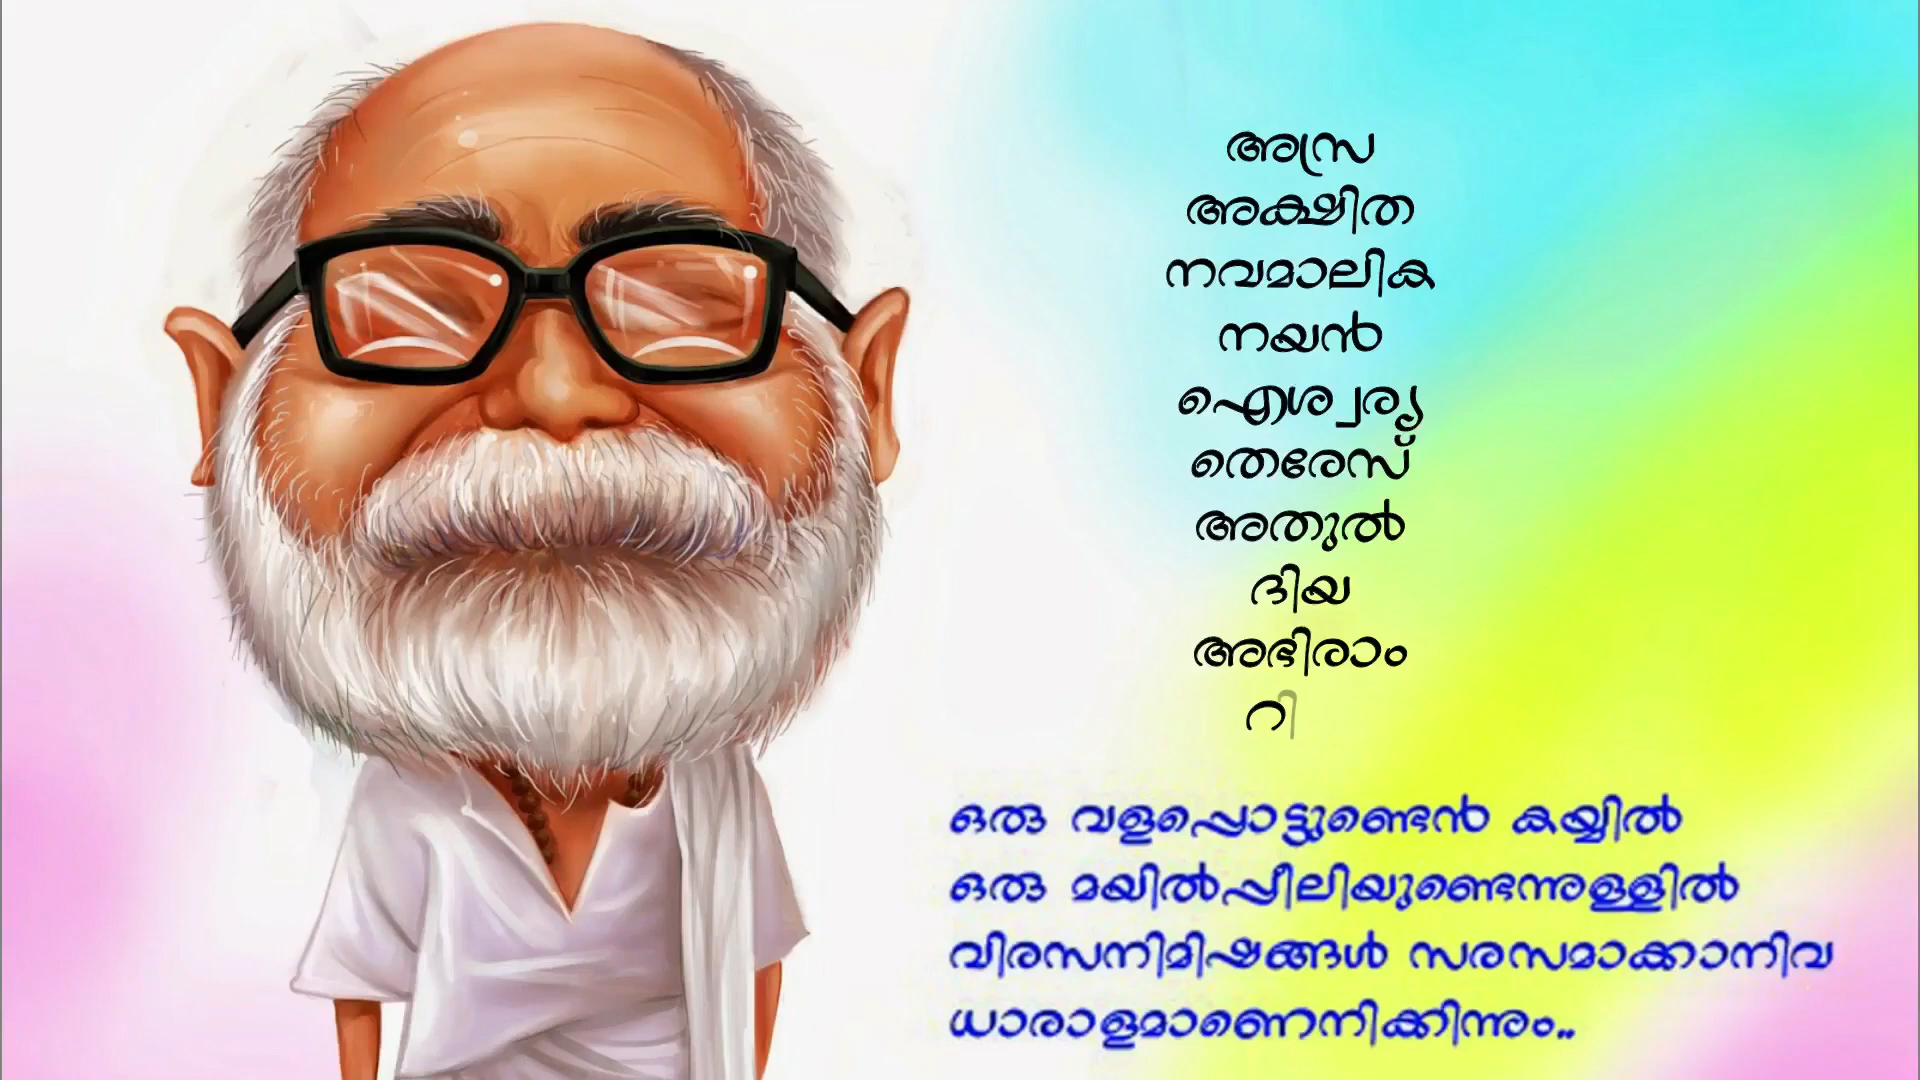 അസ്ര
അക്ഷിത
നവമാലിക
നയൻ
ഐശ്വര്യ
തെരേസ്
അതുൽ
ദിയ
അഭിരാം
റി
ഒരു വളപ്പൊട്ടുണ്ടെൻ കയ്യിൽ
ഒരു മയിൽപ്പീലിയുണ്ടെന്നുള്ളിൽ
വിരസനിമിഷങ്ങൾ സരസമാക്കാനിവ
ധാരാളമാണെനിക്കിന്നും..